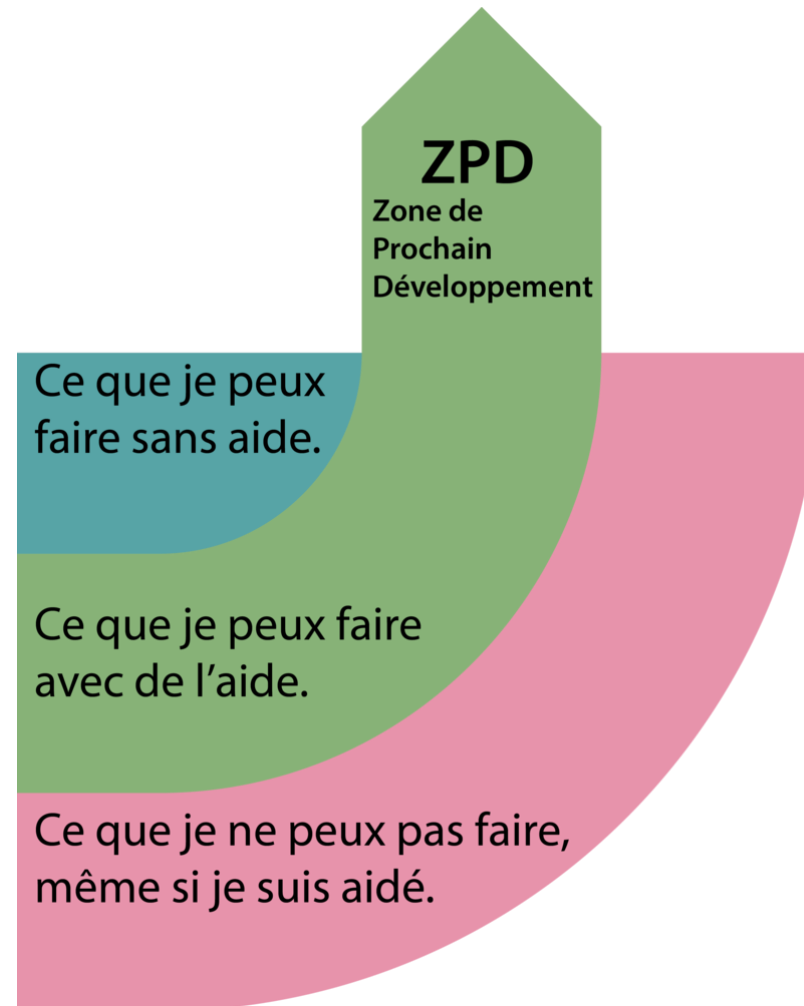 ZPD
Zone de
Prochain
Développement
Ce que je peux
faire sans aide.
Ce que je peux faire
avec de l’aide.
Ce que je ne peux pas faire,
même si je suis aidé.